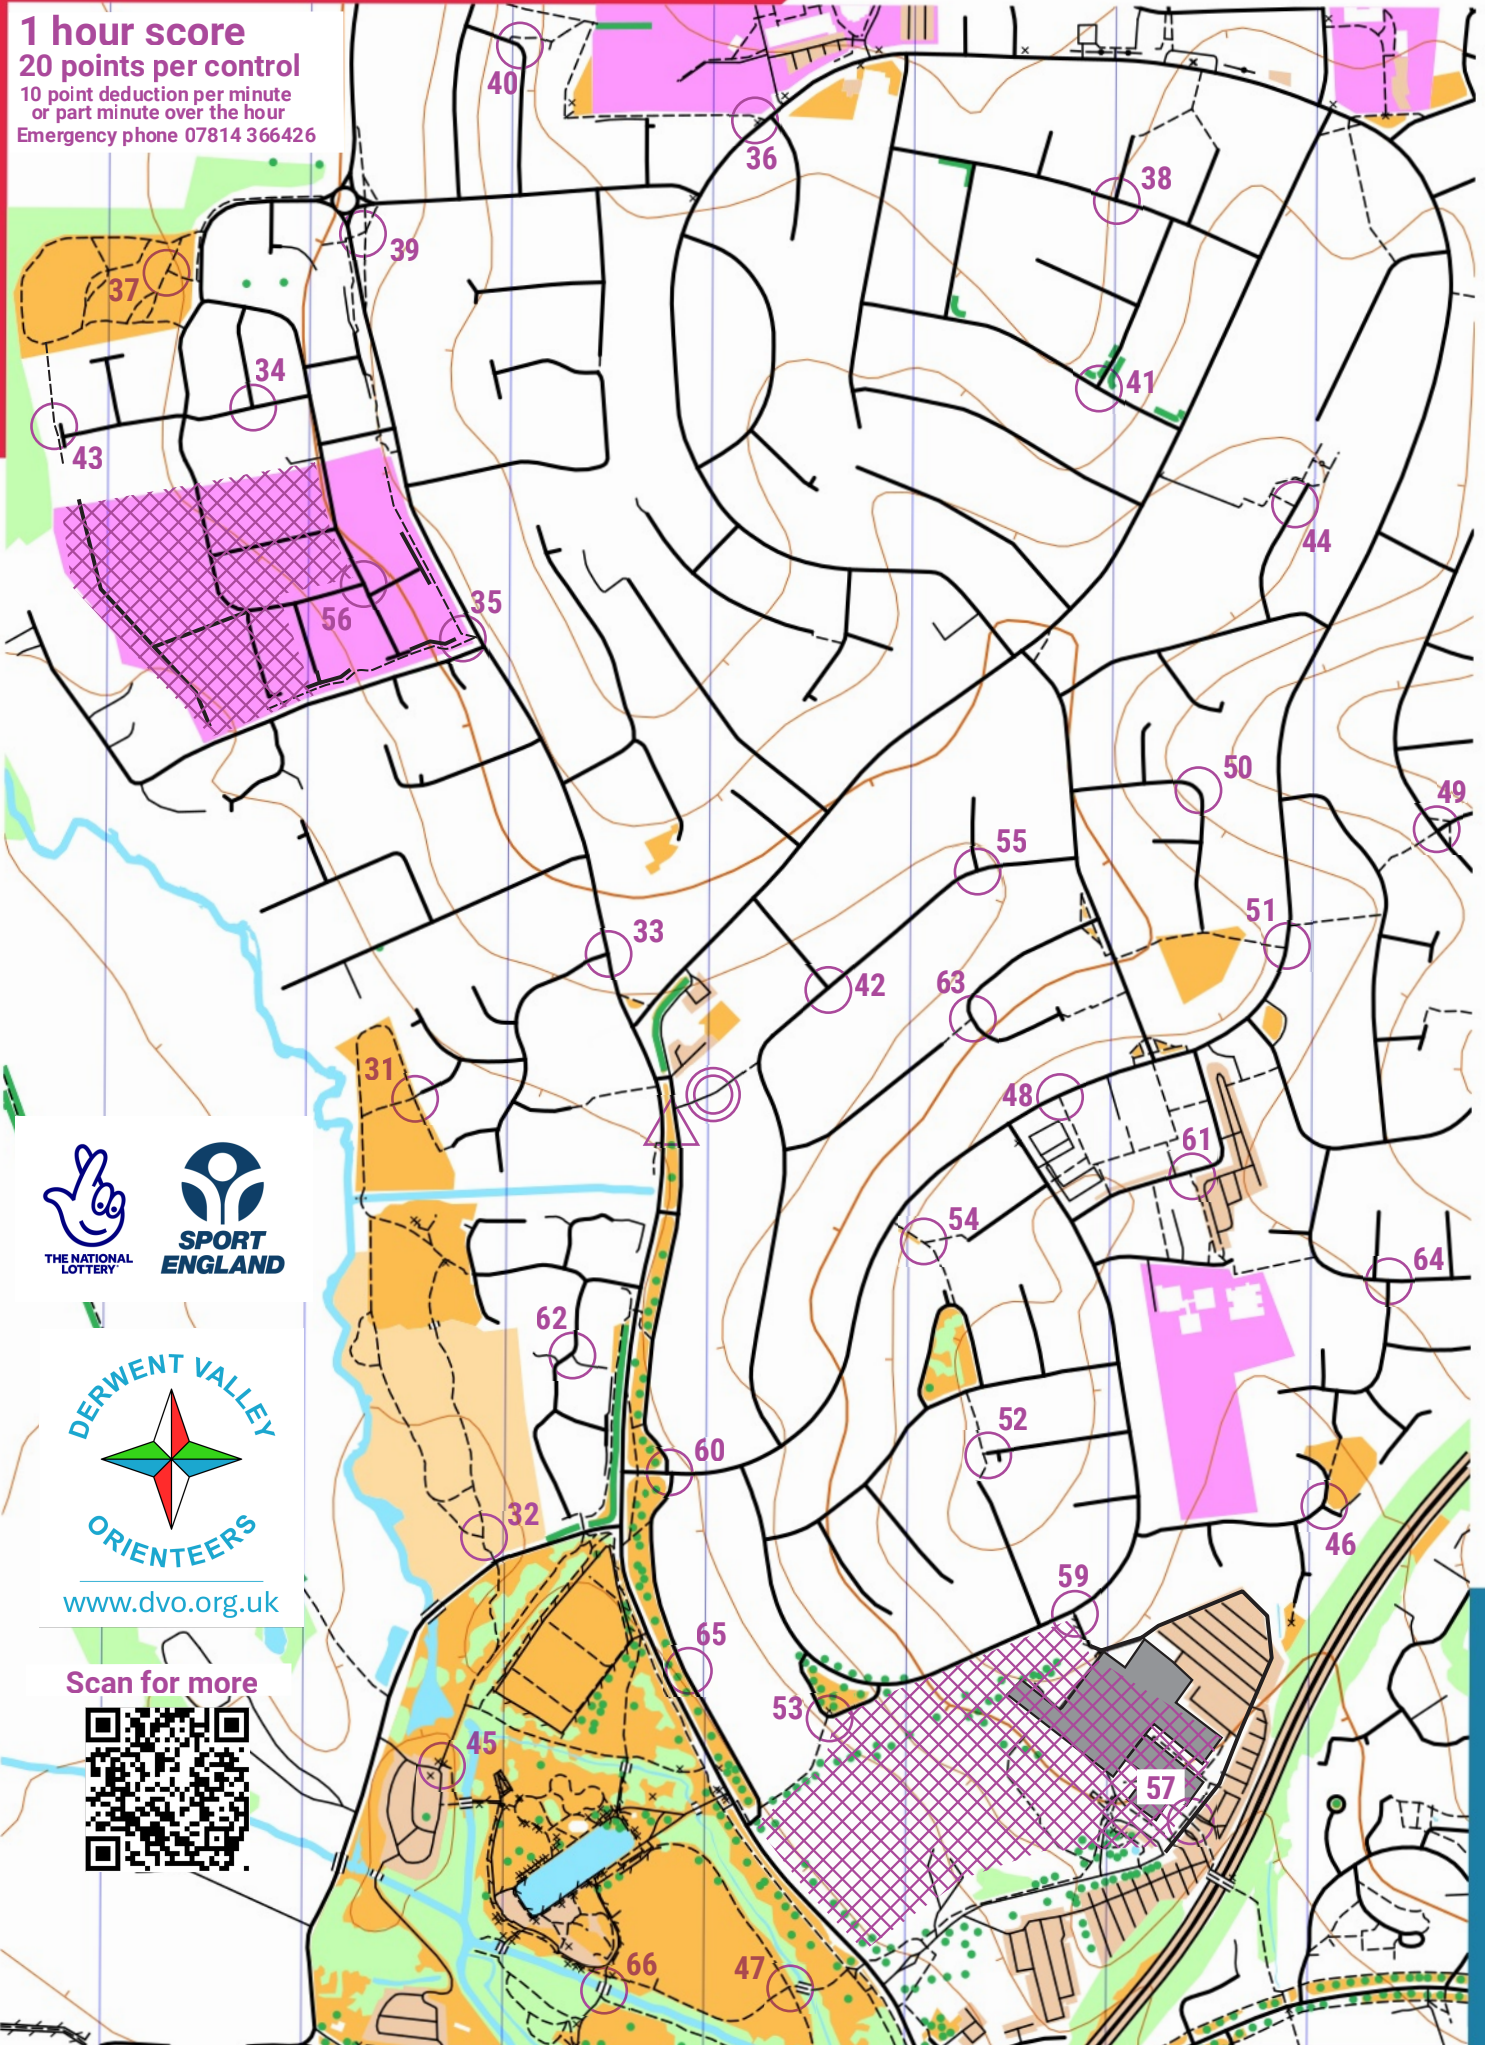 1 hour score
20 points per control
10 point deduction per minute
or part minute over the hour
Emergency phone 07814 366426
40
36
38
39
37
34
41
43
44
56
35
50
49
55
33
51
42
63
31
48
61
THE NATIONAL
LOTTERY
SPORT
ENGLAND
54
64
62
DERWENT VALLEY
ORIENTEERS
www.dvo.org.uk
52
60
32
46
59
65
Scan for more
53
45
57
66
47